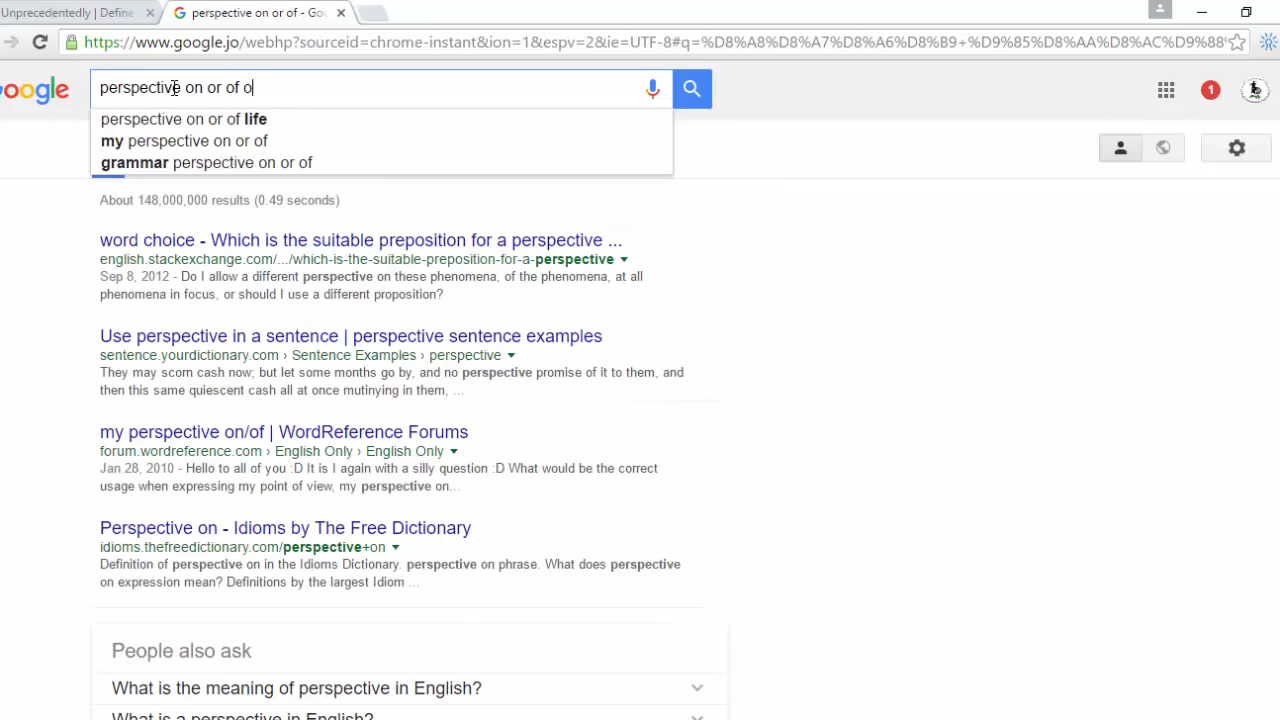 Unprecedentedly | Define
perspective on or of - Goo
https://www.google.jo/webhp?sourceid=chrome-instant&ion=1&espv=2&ie=UTF-8#q=%D8%A8%D8%A7%D8%A6%D8%B9+%D9%85%D8%AA%D8%AC%D9%88
oogle
perspective on or of o
1
perspective on or of life
my perspective on or of
grammar perspective on or of
About 148,000,000 results (0.49 seconds)
word choice - Which is the suitable preposition for a perspective ...
english.stackexchange.com/.../which-is-the-suitable-preposition-for-a-perspective
Sep 8, 2012 - Do I allow a different perspective on these phenomena, of the phenomena, at all
phenomena in focus, or should I use a different proposition?
Use perspective in a sentence | perspective sentence examples
sentence.yourdictionary.com › Sentence Examples › perspective
They may scorn cash now; but let some months go by, and no perspective promise of it to them, and
then this same quiescent cash all at once mutinying in them, ...
my perspective on/of | WordReference Forums
forum.wordreference.com › English Only › English Only
Jan 28, 2010 - Hello to all of you :D It is I again with a silly question :D What would be the correct
usage when expressing my point of view, my perspective on...
Perspective on - Idioms by The Free Dictionary
idioms.thefreedictionary.com/perspective+on
Definition of perspective on in the Idioms Dictionary. perspective on phrase. What does perspective
on expression mean? Definitions by the largest Idiom ...
People also ask
What is the meaning of perspective in English?
What is a perspective in English?